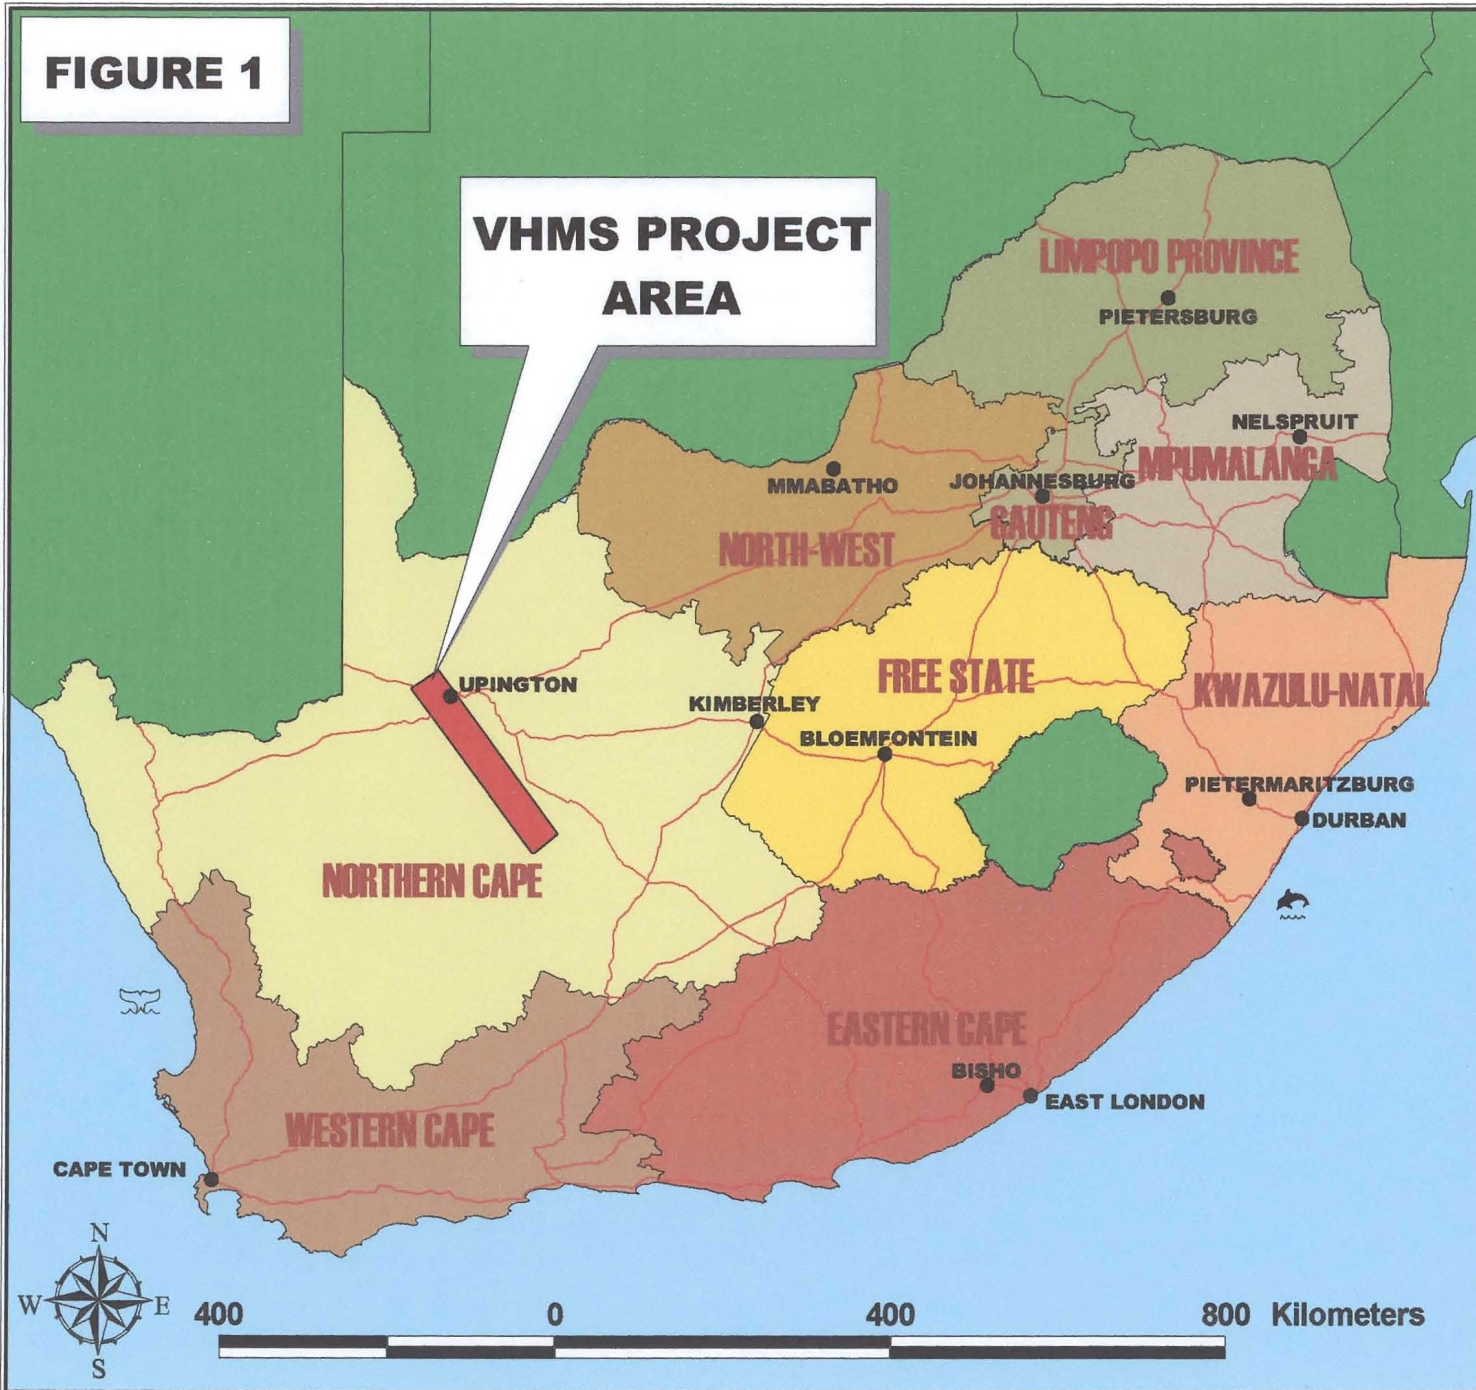 FIGURE 1
VHMS PROJECT
AREA
LIMPOPO PROVINCE
PIETERSBURG
NELSPRUIT
MPUMALANGA
MMABATHO
JOHANNESBURG
GAUTENG
NORTH-WEST
FREE STATE
KWAZULU-NATAL
UPINGTON
KIMBERLEY
BLOEMFONTEIN
PIETERMARITZBURG
DURBAN
NORTHERN CAPE
EASTERN CAPE
BISHO
EAST LONDON
WESTERN CAPE
CAPE TOWN
N
W E
S
400 0 400 800 Kilometers